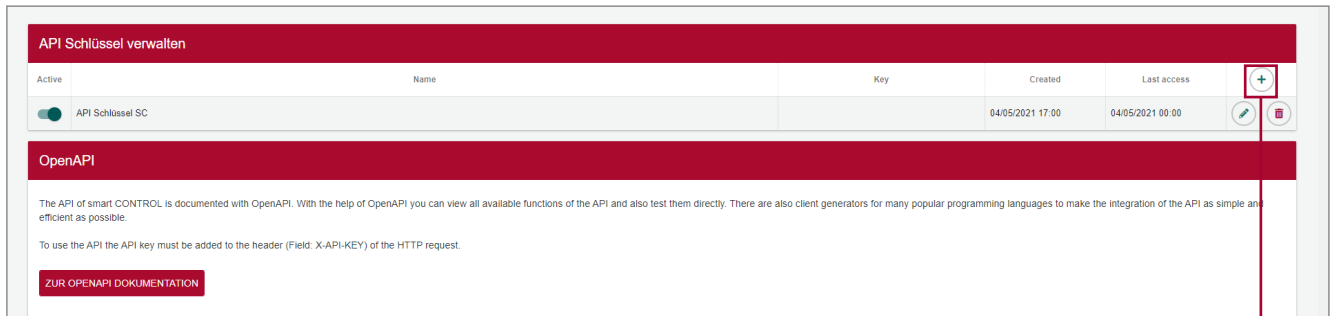 API Schlüssel verwalten
Active Name Key Created Last access
API Schlüssel SC 04/05/2021 17:00 04/05/2021 00:00
OpenAPI
The API of smart CONTROL is documented with OpenAPI. With the help of OpenAPI you can view all available functions of the API and also test them directly. There are also client generators for many popular programming languages to make the integration of the API as simple and
efficient as possible.
To use the API the API key must be added to the header (Field: X-API-KEY) of the HTTP request.
ZUR OPENAPI DOKUMENTATION